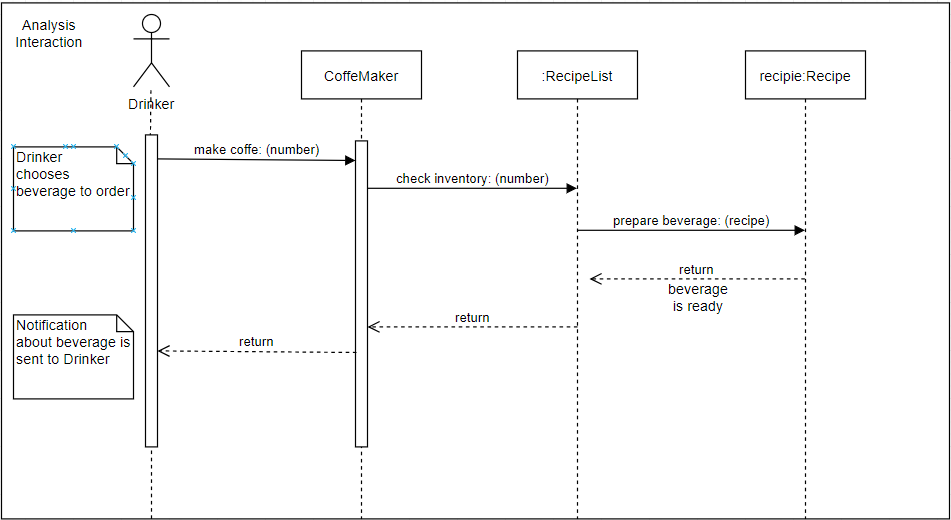 Analysis
Interaction
Drinker
CoffeMaker
:RecipeList
recipie:Recipe
Drinker
chooses
beverage to order
make coffe: (number)
check inventory: (number)
prepare beverage: (recipe)
return
beverage
is ready
return
return
Notification
about beverage is
sent to Drinker